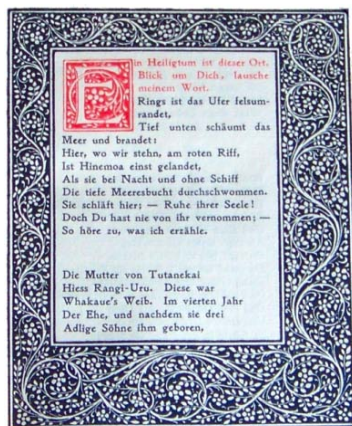 Ein Heiligtum ist dieser Ort,
Blick um Dich, lausche
meinem Wort.
Rings ist das Ufer felsum-
randet,
Tief unten schäumt das
Meer und brandet:
Hier, wo wir stehn, am roten Riff,
Ist Hinemoa einst gelandet,
Als sie bei Nacht und ohne Schiff
Die tiefe Meeresbucht durchschwommen.
Sie schläft hier; — Ruhe ihrer Seele!
Doch Du hast nie von ihr vernommen; —
So höre zu, was ich erzähle.
Die Mutter von Tutanekai
Hiess Rangi-Uru. Diese war
Whakaue's Weib. Im vierten Jahr
Der Ehe, und nachdem sie drei
Adlige Söhne ihm geboren,